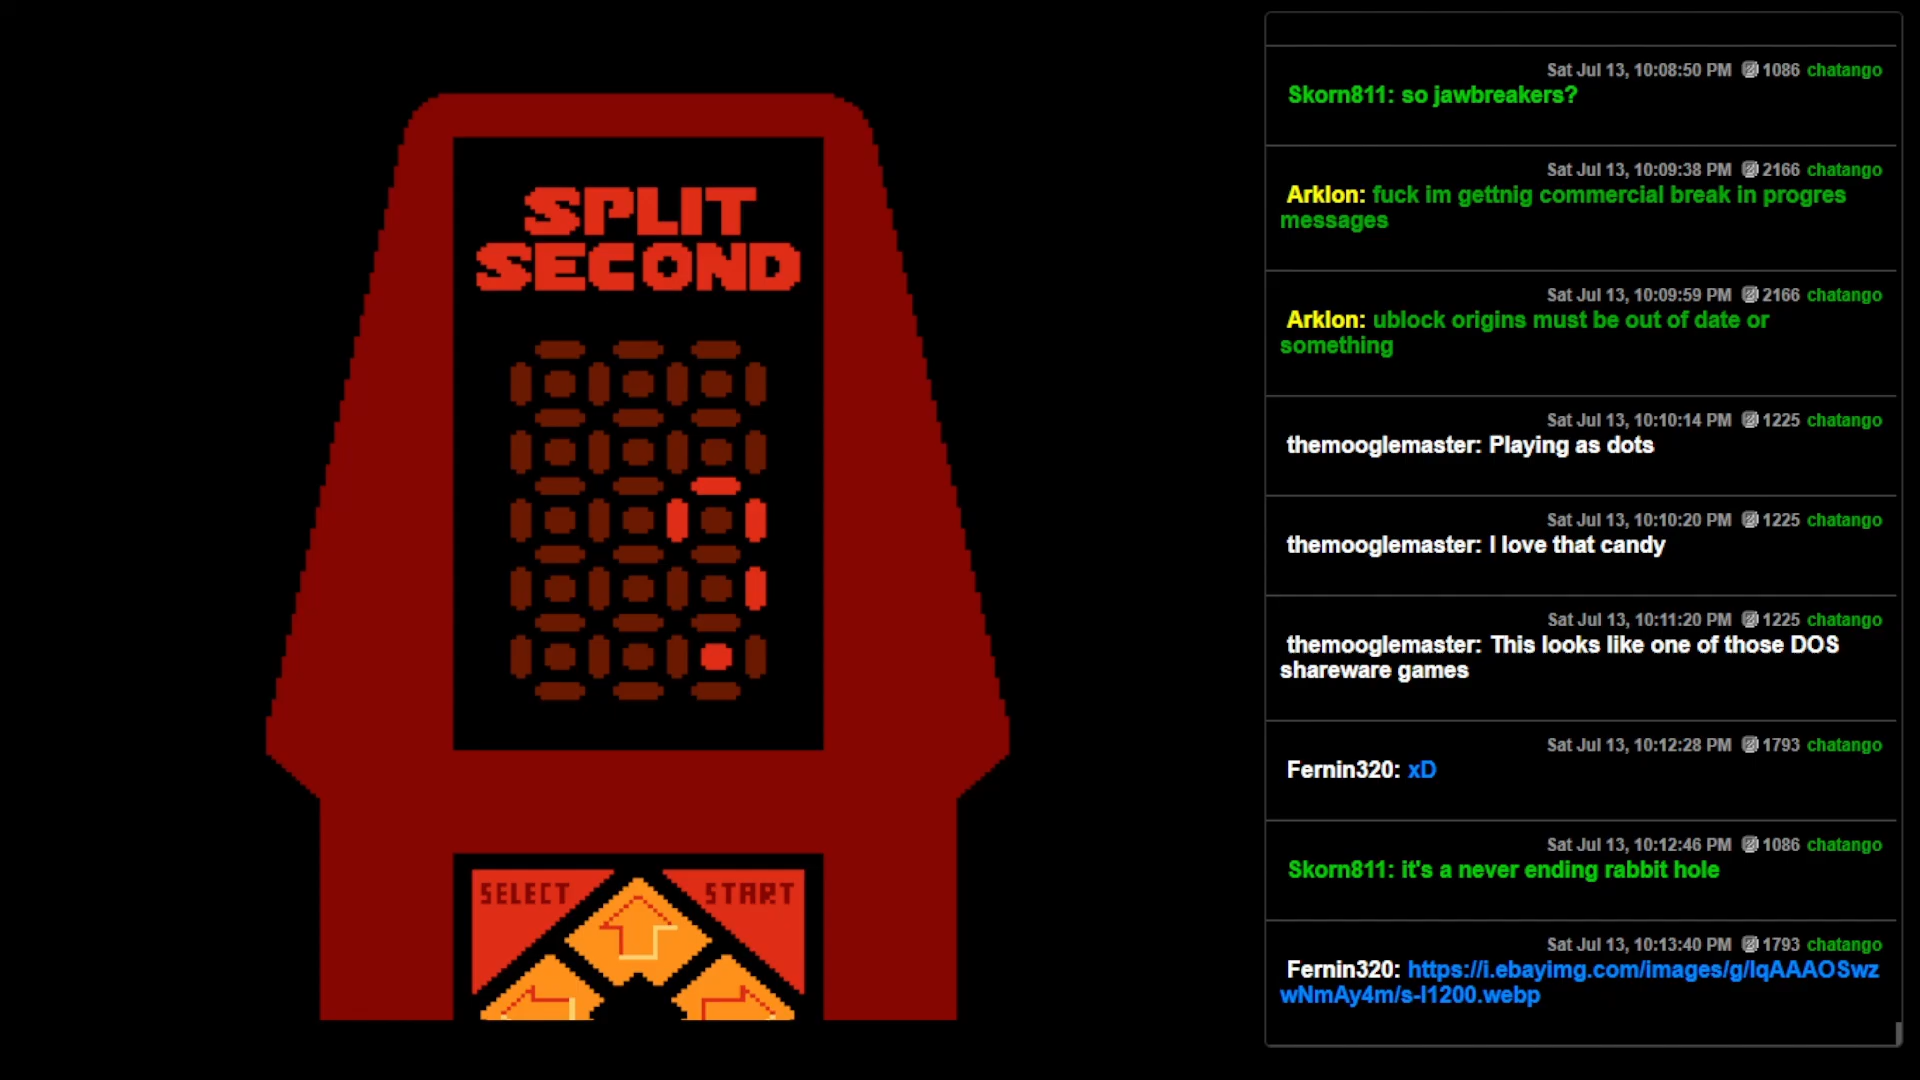 SPLIT
SECOND
SELECT
START
Sat Jul 13, 10:08:50 PM 1086 chatango
Skorn811: so jawbreakers?
Sat Jul 13, 10:09:38 PM 2166 chatango
Arklon: fuck im gettnig commercial break in progres
messages
Sat Jul 13, 10:09:59 PM 2166 chatango
Arklon: ublock origins must be out of date or
something
Sat Jul 13, 10:10:14 PM 1225 chatango
themooglemaster: Playing as dots
Sat Jul 13, 10:10:20 PM 1225 chatango
themooglemaster: I love that candy
Sat Jul 13, 10:11:20 PM 1225 chatango
themooglemaster: This looks like one of those DOS
shareware games
Sat Jul 13, 10:12:28 PM 1793 chatango
Fernin320: xD
Sat Jul 13, 10:12:46 PM 1086 chatango
Skorn811: it's a never ending rabbit hole
Sat Jul 13, 10:13:40 PM 1793 chatango
Fernin320: https://i.ebayimg.com/images/g/IqAAAOSwz
wNmAy4m/s-l1200.webp